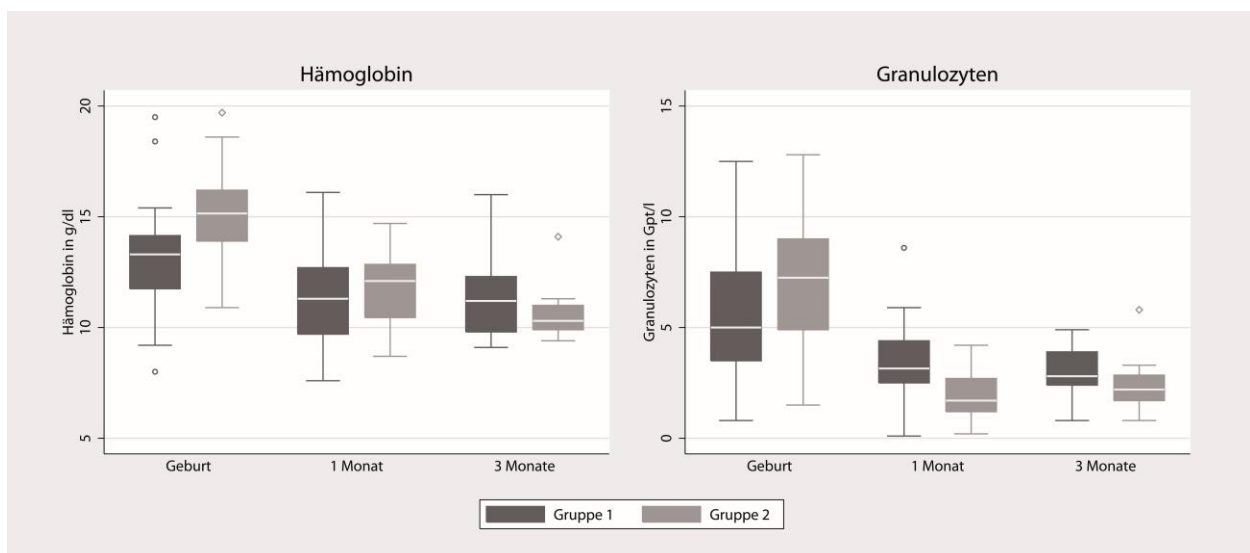 Hämoglobin
Hämoglobin in g/dl
20
15
10
5
Geburt
1 Monat
3 Monate
Granulozyten
Granulozyten in Gpt/l
15
10
5
0
Geburt
1 Monat
3 Monate
Gruppe 1
Gruppe 2